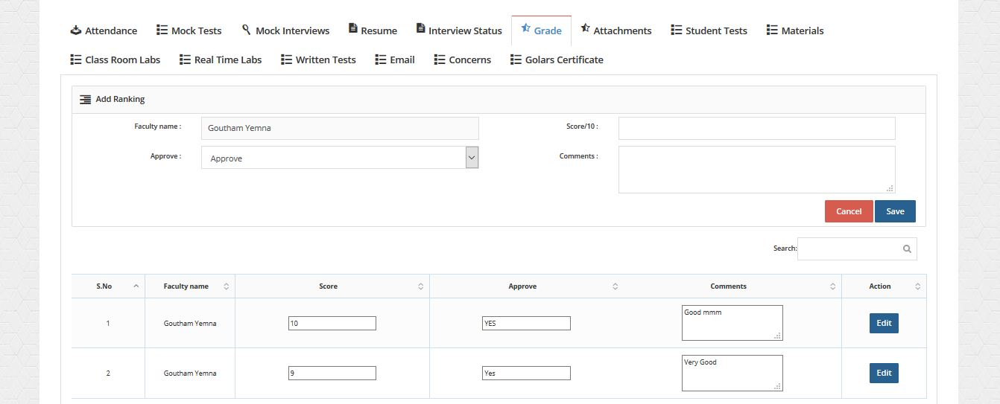 Attendance Mock Tests Mock Interviews Resume Interview Status Grade Attachments Student Tests Materials
Class Room Labs Real Time Labs Written Tests Email Concerns Golars Certificate
Add Ranking
Faculty name : Goutham Yemna Score/10 :
Approve : Approve Comments :
Cancel Save
Search:
S.No Faculty name Score Approve Comments Action
1 Goutham Yemna 10 YES Good mmm Edit
2 Goutham Yemna 9 Yes Very Good Edit